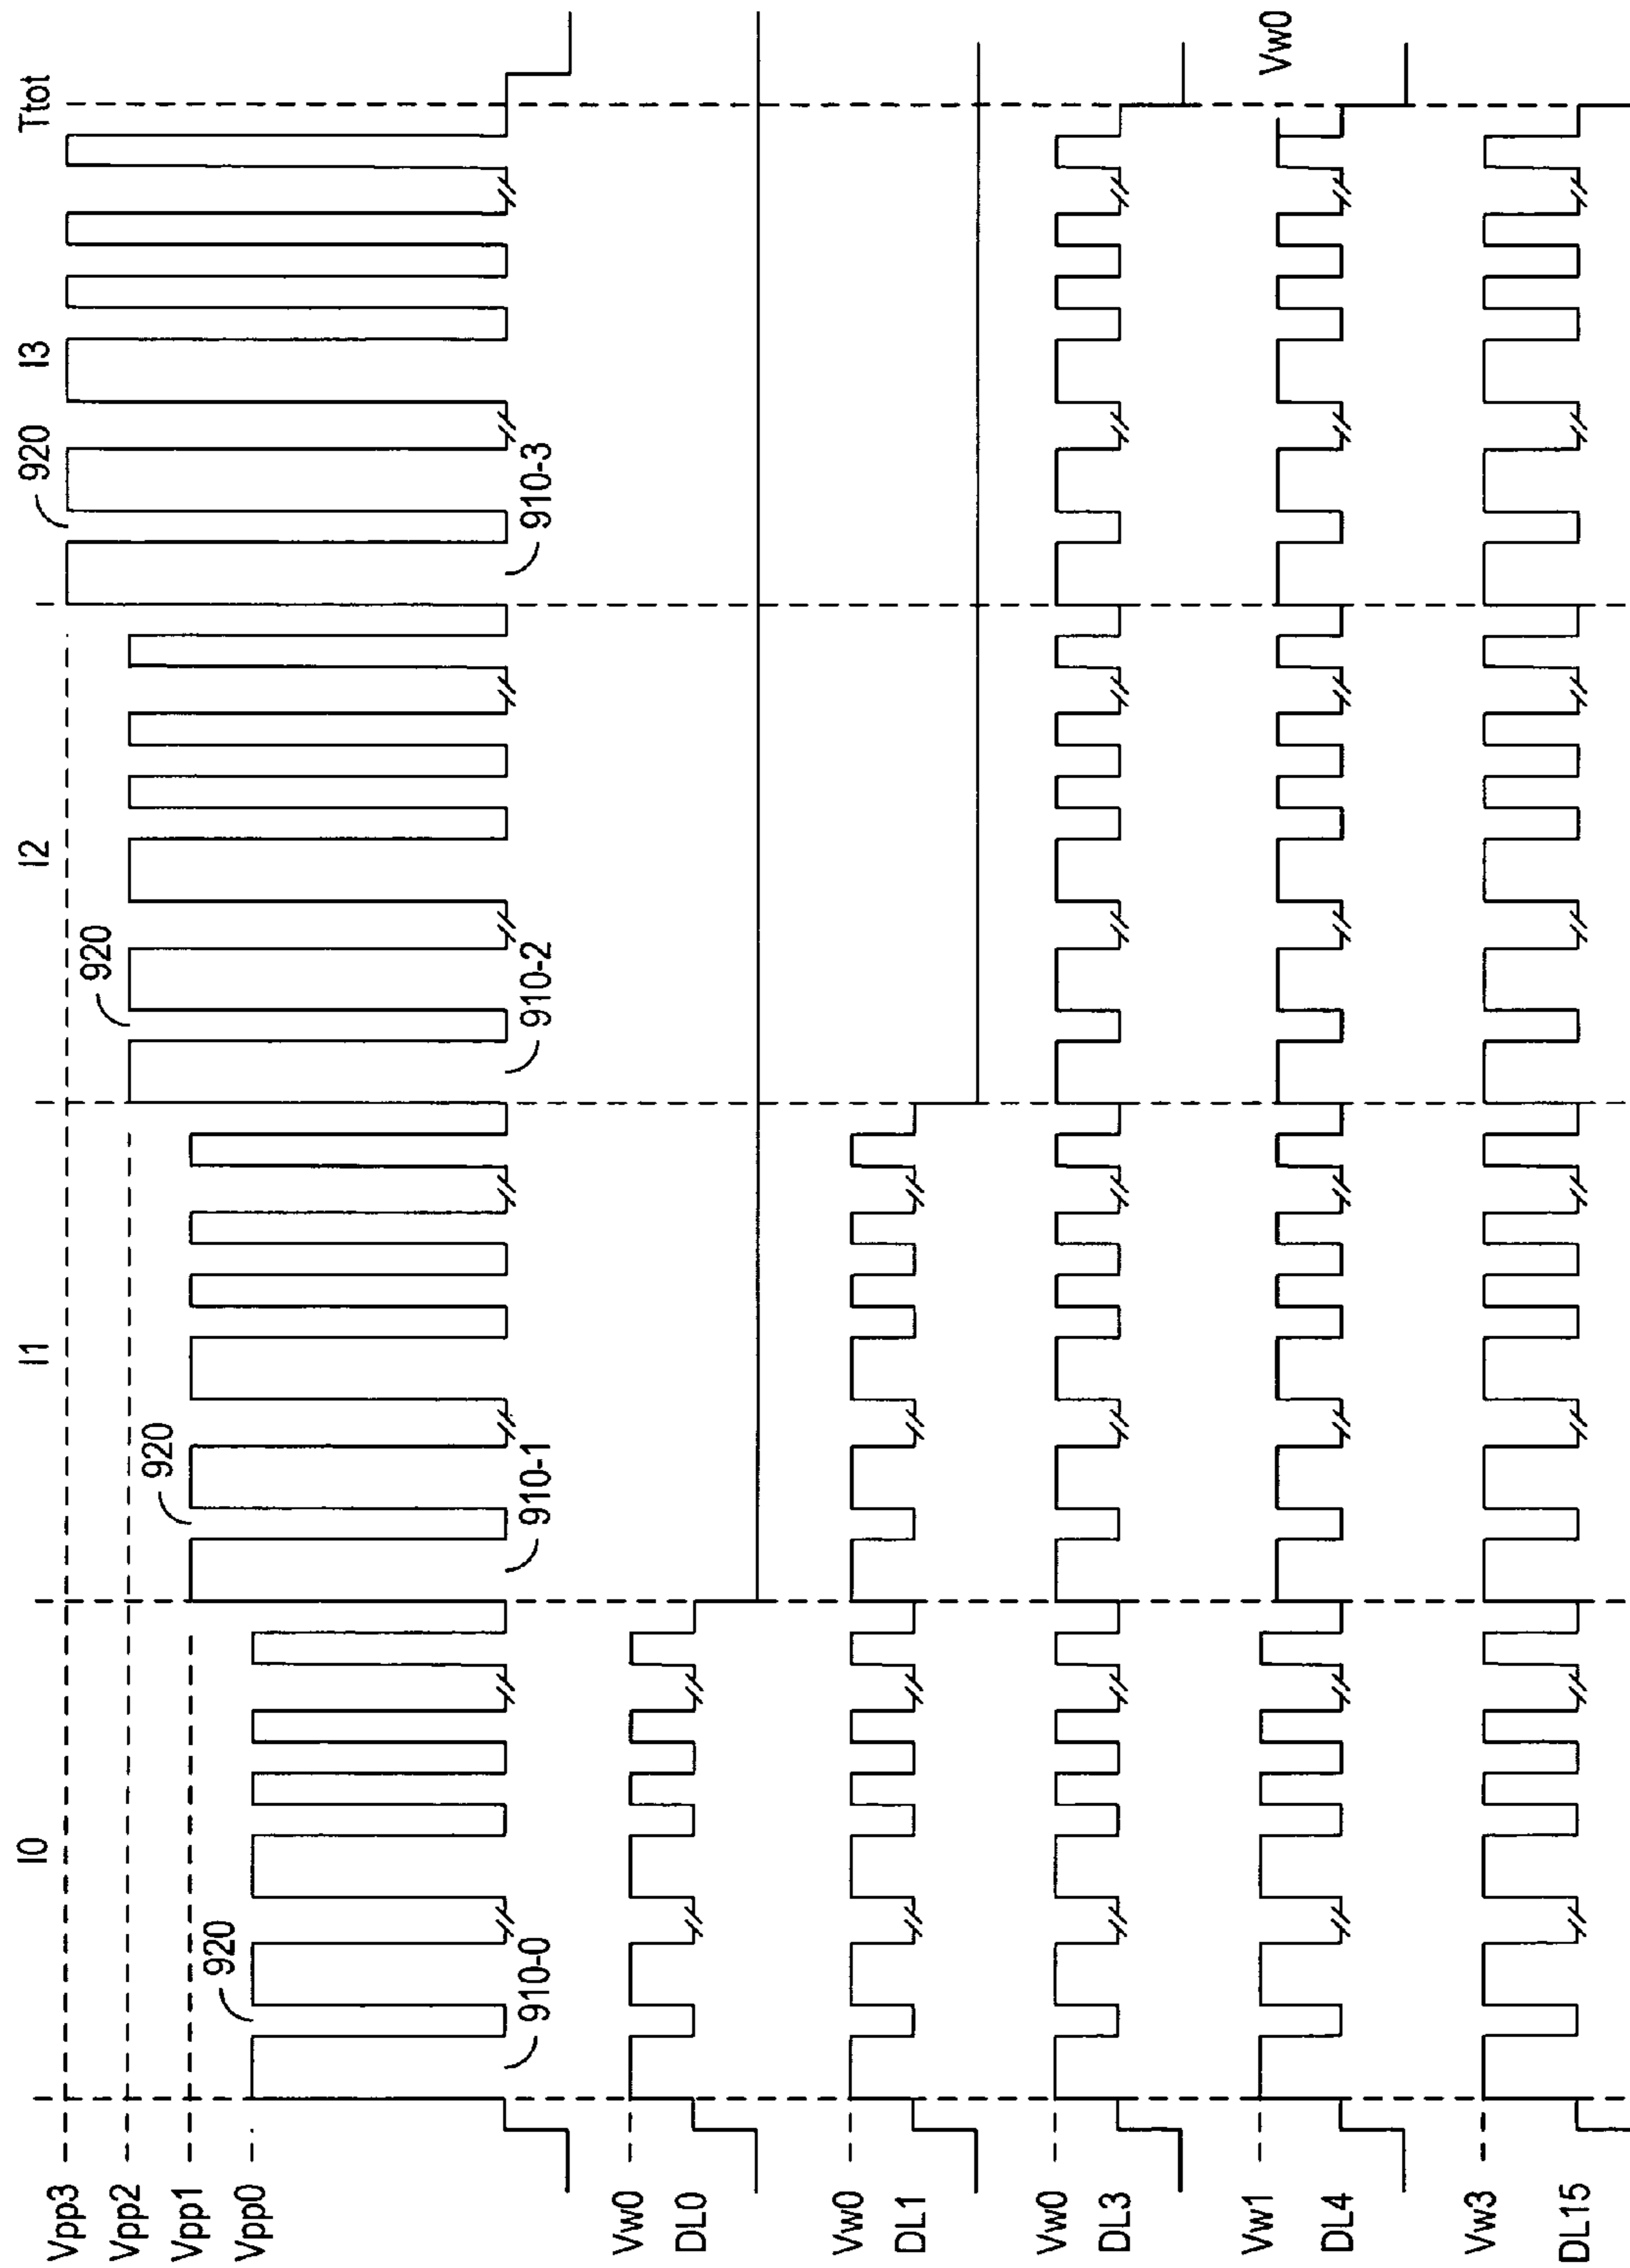 I0 I1 I2 I3 Ttot
Vpp3
Vpp2
Vpp1
Vpp0
920
920
920
920
910-0
910-1
910-2
910-3
Vw0
DL0
Vw0
DL1
Vw0
DL3
Vw1
Vw0
DL4
Vw3
DL15